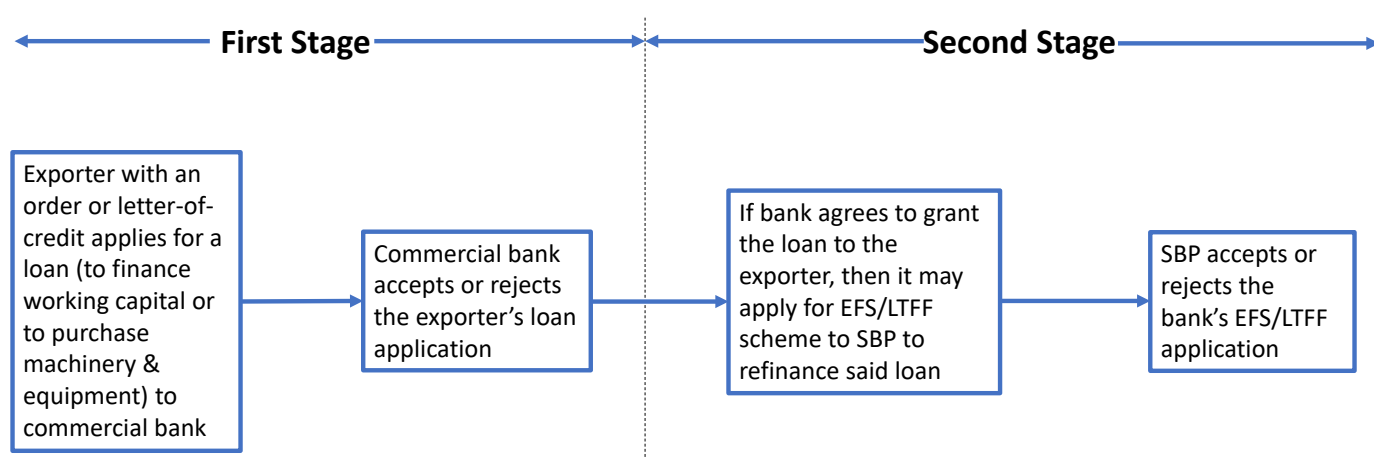 First Stage
Second Stage
Exporter with an
order or letter-of-
credit applies for a
loan (to finance
working capital or
to purchase
machinery &
equipment) to
commercial bank
Commercial bank
accepts or rejects
the exporter’s loan
application
If bank agrees to grant
the loan to the
exporter, then it may
apply for EFS/LTFF
scheme to SBP to
refinance said loan
SBP accepts or
rejects the
bank’s EFS/LTFF
application